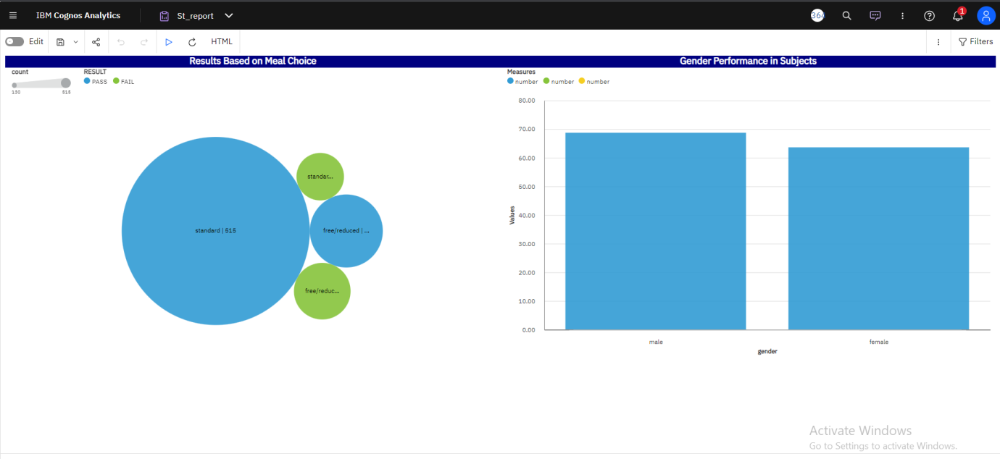 IBM Cognos Analytics
St_report
364
1
Edit
HTML
Filters
Results Based on Meal Choice
count
130
515
RESULT
PASS
FAIL
standard | 515
standar...
free/reduced | ...
free/reduc...
Gender Performance in Subjects
Measures
number
number
number
80.00
70.00
60.00
50.00
40.00
30.00
20.00
10.00
0.00
Values
male
female
gender
Activate Windows
Go to Settings to activate Windows.